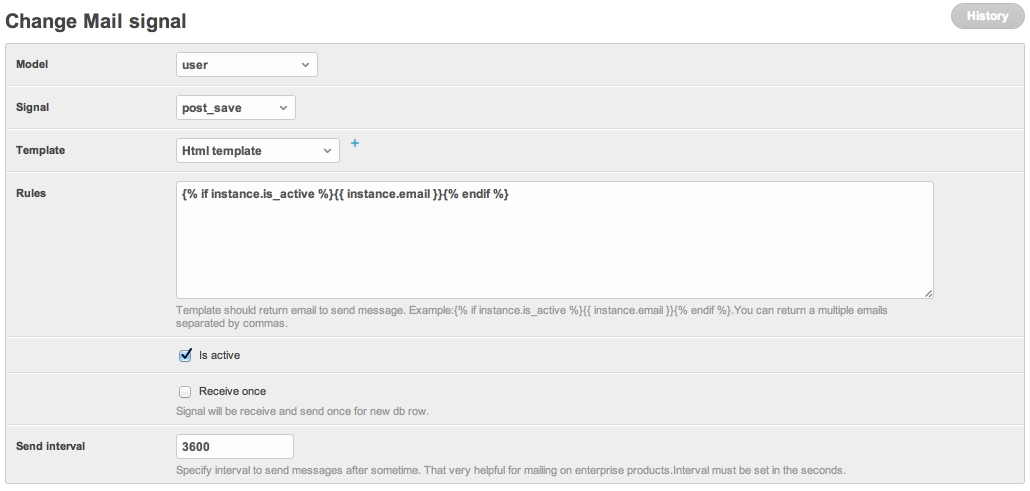 Change Mail signal
History
Model
user
Signal
post_save
Template
Html template
+
Rules
{% if instance.is_active %}{{ instance.email }}{% endif %}
Template should return email to send message. Example:{% if instance.is_active %}{{ instance.email }}{% endif %}.You can return a multiple emails
separated by commas.
Is active
Receive once
Signal will be receive and send once for new db row.
Send interval
3600
Specify interval to send messages after sometime. That very helpful for mailing on enterprise products.Interval must be set in the seconds.